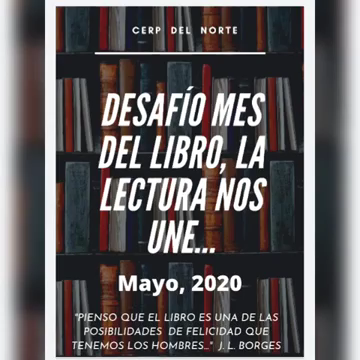 CERP DEL NORTE
DESAFÍO MES
DEL LIBRO, LA
LECTURA NOS
UNE...
Mayo, 2020
"PIENSO QUE EL LIBRO ES UNA DE LAS
POSIBILIDADES DE FELICIDAD QUE
TENEMOS LOS HOMBRES..." J. L. BORGES